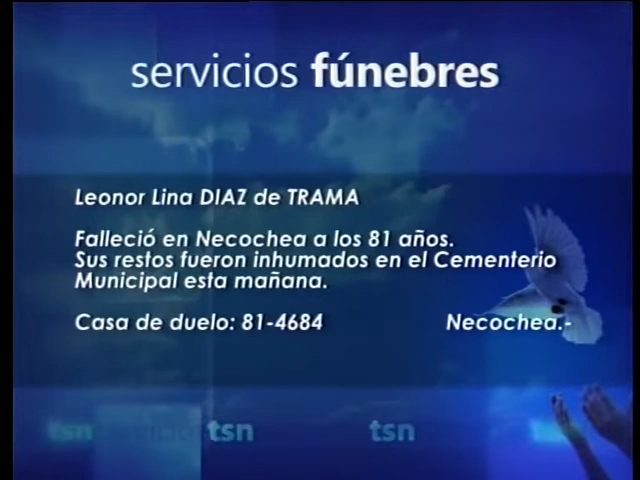 servicios fúnebres
Leonor Lina DIAZ de TRAMA
Falleció en Necochea a los 81 años.
Sus restos fueron inhumados en el Cementerio
Municipal esta mañana.
Casa de duelo: 81-4684 Necochea.-
tsn tsn tsn